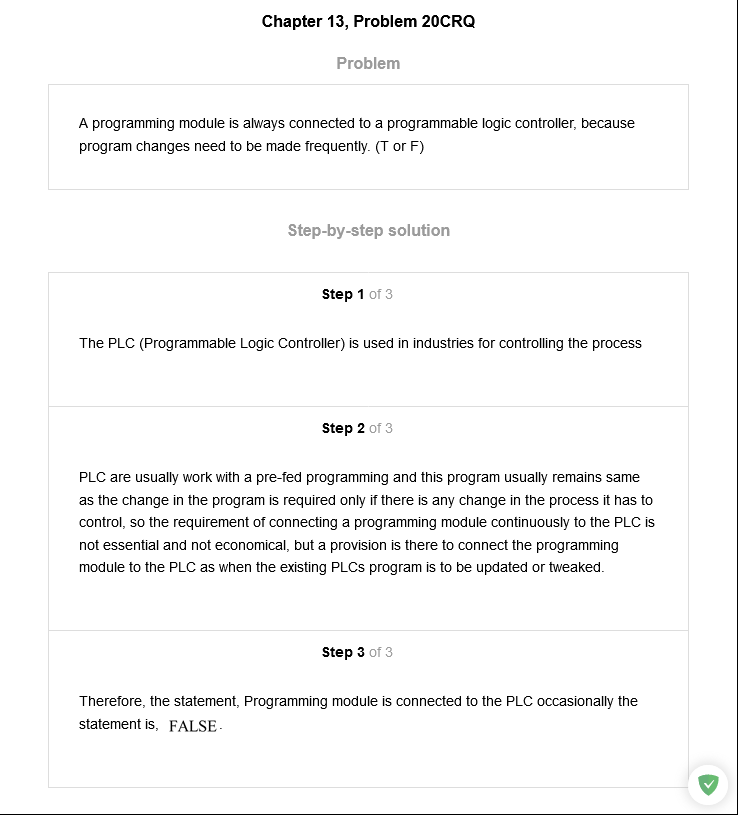 Chapter 13, Problem 20CRQ
Problem
A programming module is always connected to a programmable logic controller, because
program changes need to be made frequently. (T or F)
Step-by-step solution
Step 1 of 3
The PLC (Programmable Logic Controller) is used in industries for controlling the process
Step 2 of 3
PLC are usually work with a pre-fed programming and this program usually remains same
as the change in the program is required only if there is any change in the process it has to
control, so the requirement of connecting a programming module continuously to the PLC is
not essential and not economical, but a provision is there to connect the programming
module to the PLC as when the existing PLCs program is to be updated or tweaked.
Step 3 of 3
Therefore, the statement, Programming module is connected to the PLC occasionally the
statement is, FALSE.